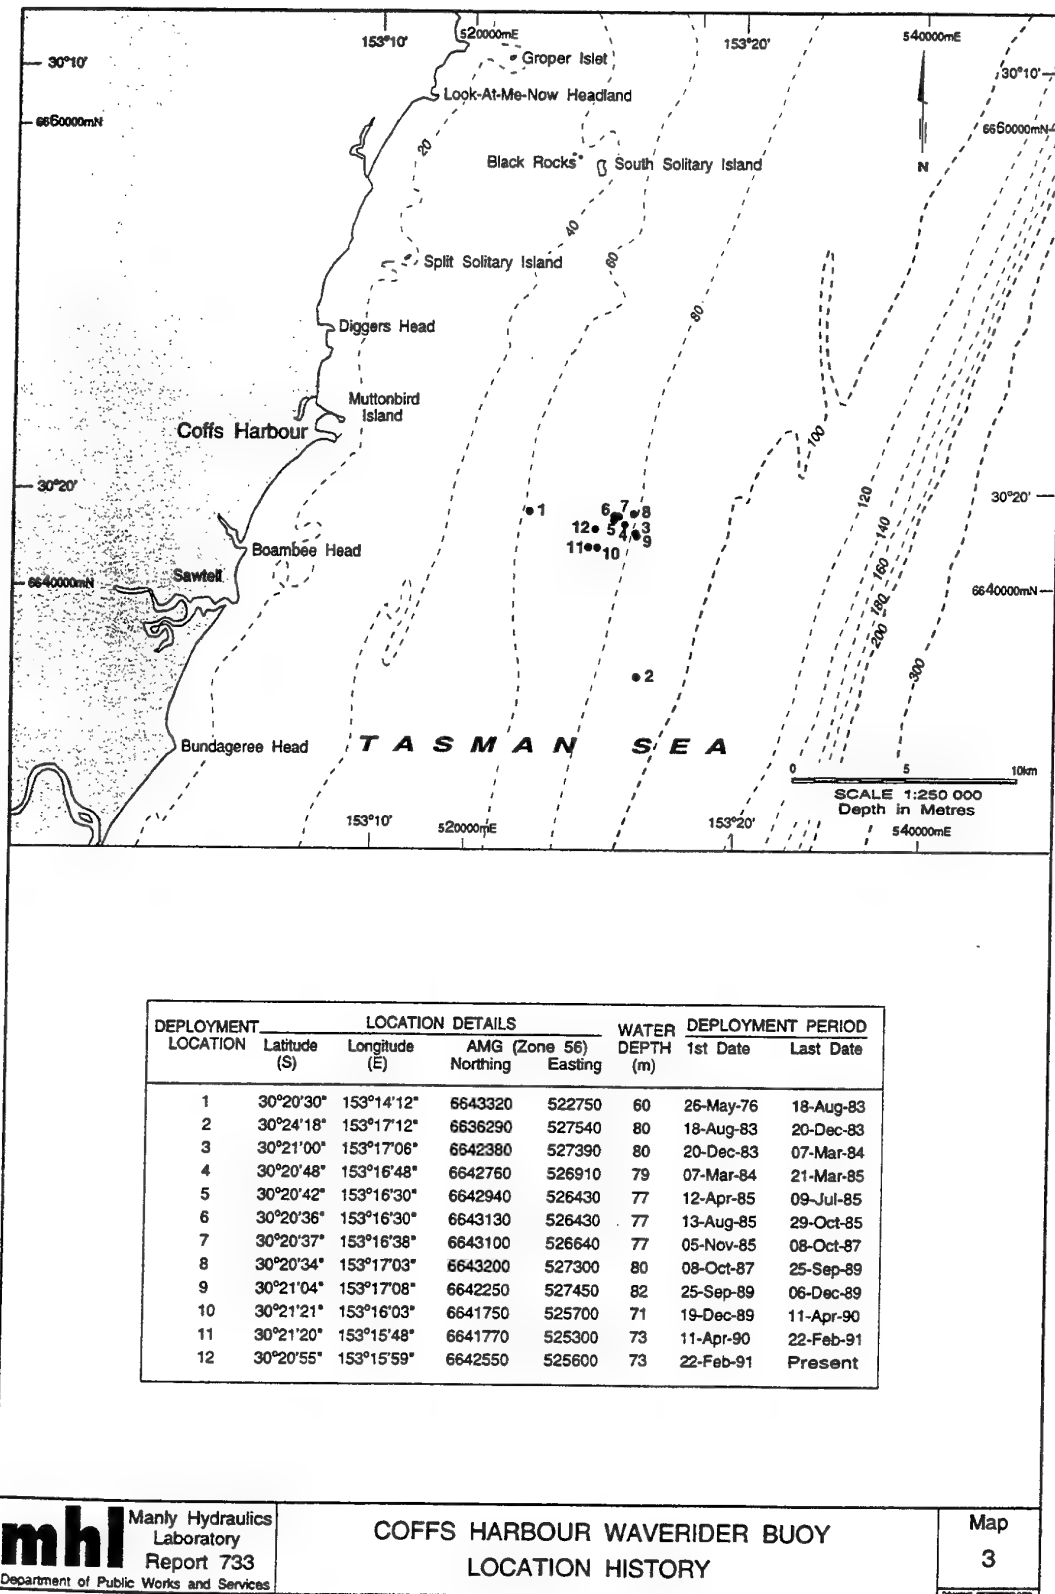 153°10' 520000mE 153°20' 540000mE
30°10' Groper Islet 30°10'
Look-At-Me-Now Headland
6660000mN 6660000mN
20
Black Rocks South Solitary Island
N
40
Split Solitary Island 60
80
Diggers Head
Muttonbird
Island
Coffs Harbour 100
30°20' 120 30°20'
1 6 7 8
12 5 4 3 140
Boambee Head 11 10 9
Sawtell 160
6640000mN 180 6640000mN
200
2 300
Bundageree Head TASMAN SEA
0 5 10km
SCALE 1:250 000
Depth in Metres
153°10' 520000mE 153°20' 540000mE
DEPLOYMENT LOCATION DETAILS WATER DEPLOYMENT PERIOD
LOCATION Latitude Longitude AMG (Zone 56) DEPTH 1st Date Last Date
(S) (E) Northing Easting (m)
1 30°20'30" 153°14'12" 6643320 522750 60 26-May-76 18-Aug-83
2 30°24'18" 153°17'12" 6636290 527540 80 18-Aug-83 20-Dec-83
3 30°21'00" 153°17'06" 6642380 527390 80 20-Dec-83 07-Mar-84
4 30°20'48" 153°16'48" 6642760 526910 79 07-Mar-84 21-Mar-85
5 30°20'42" 153°16'30" 6642940 526430 77 12-Apr-85 09-Jul-85
6 30°20'36" 153°16'30" 6643130 526430 77 13-Aug-85 29-Oct-85
7 30°20'37" 153°16'38" 6643100 526640 77 05-Nov-85 08-Oct-87
8 30°20'34" 153°17'03" 6643200 527300 80 08-Oct-87 25-Sep-89
9 30°21'04" 153°17'08" 6642250 527450 82 25-Sep-89 06-Dec-89
10 30°21'21" 153°16'03" 6641750 525700 71 19-Dec-89 11-Apr-90
11 30°21'20" 153°15'48" 6641770 525300 73 11-Apr-90 22-Feb-91
12 30°20'55" 153°15'59" 6642550 525600 73 22-Feb-91 Present
mhl
Manly Hydraulics
Laboratory
Report 733
Department of Public Works and Services
COFFS HARBOUR WAVERIDER BUOY
LOCATION HISTORY
Map
3